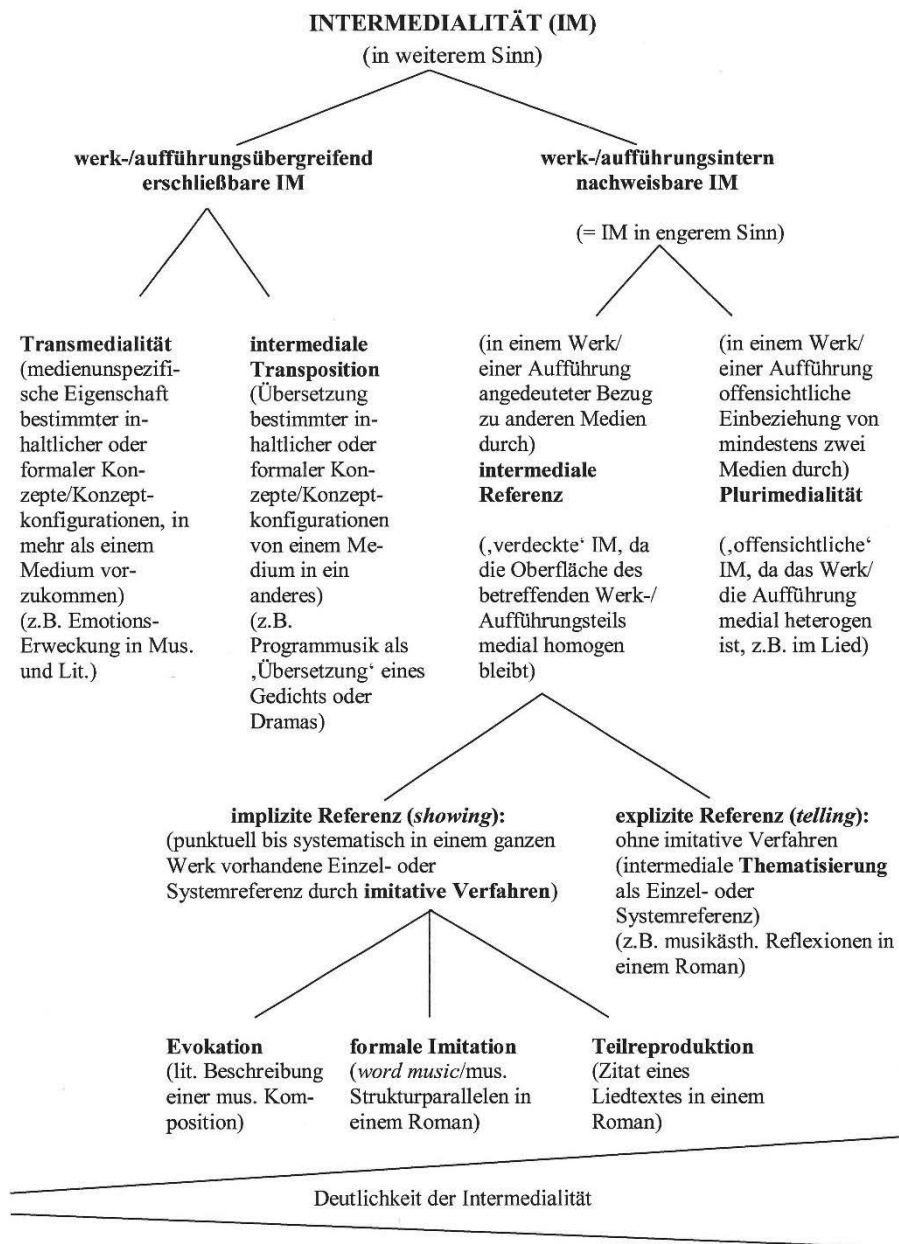 INTERMEDIALITÄT (IM)
(in weiterem Sinn)
werk-/aufführungsübergreifend
erschließbare IM
werk-/aufführungsintern
nachweisbare IM
(= IM in engerem Sinn)
Transmedialität
(medienunspezifi-
sche Eigenschaft
bestimmter in-
haltlicher oder
formaler Kon-
zepte/Konzept-
konfigurationen, in
mehr als einem
Medium vor-
zukommen)
(z.B. Emotions-
Erweckung in Mus.
und Lit.)
intermediale
Transposition
(Übersetzung
bestimmter in-
haltlicher oder
formaler Kon-
zepte/Konzept-
konfigurationen
von einem Me-
dium in ein
anderes)
(z.B.
Programmusik als
‚Übersetzung‘ eines
Gedichts oder
Dramas)
(in einem Werk/
einer Aufführung
angedeuteter Bezug
zu anderen Medien
durch)
intermediale
Referenz
(‚verdeckte‘ IM, da
die Oberfläche des
betreffenden Werk-/
Aufführungsteils
medial homogen
bleibt)
(in einem Werk/
einer Aufführung
offensichtliche
Einbeziehung von
mindestens zwei
Medien durch)
Plurimedialität
(‚offensichtliche‘
IM, da das Werk/
die Aufführung
medial heterogen
ist, z.B. im Lied)
implizite Referenz (showing):
(punktuell bis systematisch in einem ganzen
Werk vorhandene Einzel- oder
Systemreferenz durch imitative Verfahren)
explizite Referenz (telling):
ohne imitative Verfahren
(intermediale Thematisierung
als Einzel- oder
Systemreferenz)
(z.B. musikästh. Reflexionen in
einem Roman)
Evokation
(lit. Beschreibung
einer mus. Kom-
position)
formale Imitation
(word music/mus.
Strukturparallelen in
einem Roman)
Teilreproduktion
(Zitat eines
Liedtextes in einem
Roman)
Deutlichkeit der Intermedialität